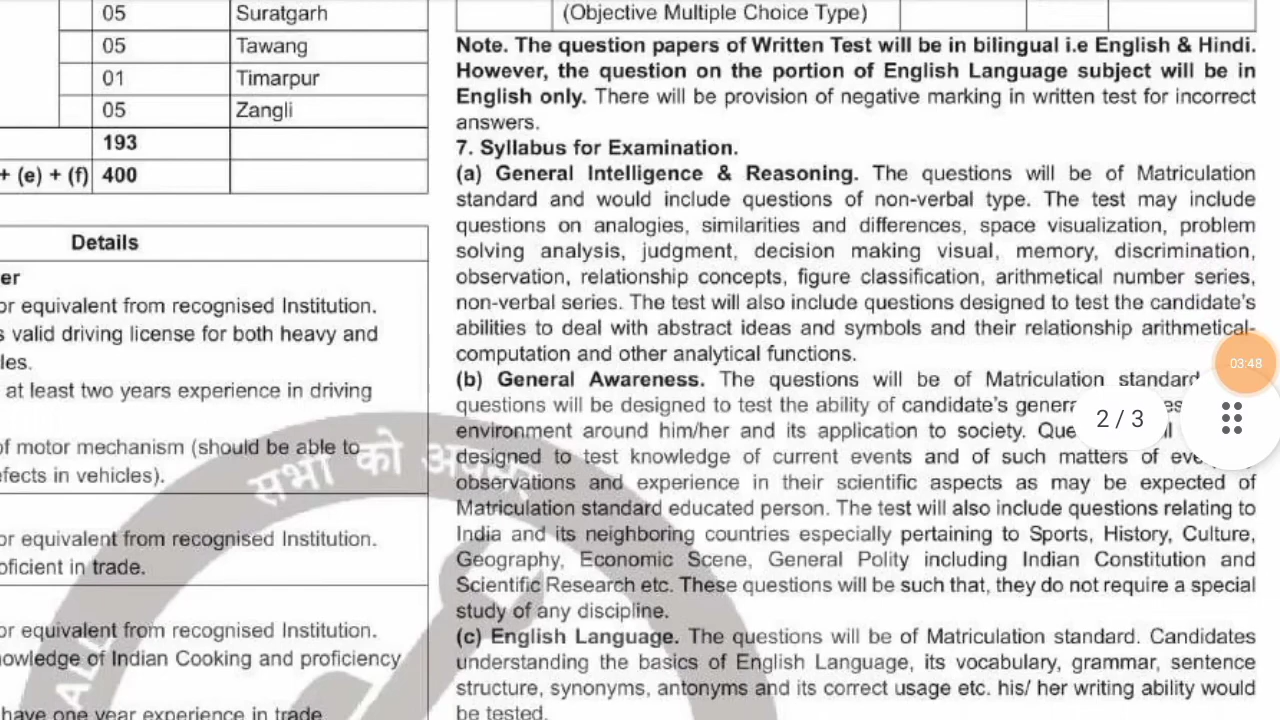 05 Suratgarh
05 Tawang
01 Timarpur
05 Zangli
193
+ (e) + (f) 400
Details
er
or equivalent from recognised Institution.
s valid driving license for both heavy and
les.
at least two years experience in driving
of motor mechanism (should be able to
efects in vehicles).
or equivalent from recognised Institution.
oficient in trade.
or equivalent from recognised Institution.
nowledge of Indian Cooking and proficiency
have one year experience in trade
(Objective Multiple Choice Type)
Note. The question papers of Written Test will be in bilingual i.e English & Hindi.
However, the question on the portion of English Language subject will be in
English only. There will be provision of negative marking in written test for incorrect
answers.
7. Syllabus for Examination.
(a) General Intelligence & Reasoning. The questions will be of Matriculation
standard and would include questions of non-verbal type. The test may include
questions on analogies, similarities and differences, space visualization, problem
solving analysis, judgment, decision making visual, memory, discrimination,
observation, relationship concepts, figure classification, arithmetical number series,
non-verbal series. The test will also include questions designed to test the candidate's
abilities to deal with abstract ideas and symbols and their relationship arithmetical-
computation and other analytical functions.
(b) General Awareness. The questions will be of Matriculation standard
questions will be designed to test the ability of candidate's genera
environment around him/her and its application to society. Que
designed to test knowledge of current events and of such matters of eve
observations and experience in their scientific aspects as may be expected of
Matriculation standard educated person. The test will also include questions relating to
India and its neighboring countries especially pertaining to Sports, History, Culture,
Geography, Economic Scene, General Polity including Indian Constitution and
Scientific Research etc. These questions will be such that, they do not require a special
study of any discipline.
(c) English Language. The questions will be of Matriculation standard. Candidates
understanding the basics of English Language, its vocabulary, grammar, sentence
structure, synonyms, antonyms and its correct usage etc. his/ her writing ability would
be tested.
03:48
2 / 3
सभी को
ALL